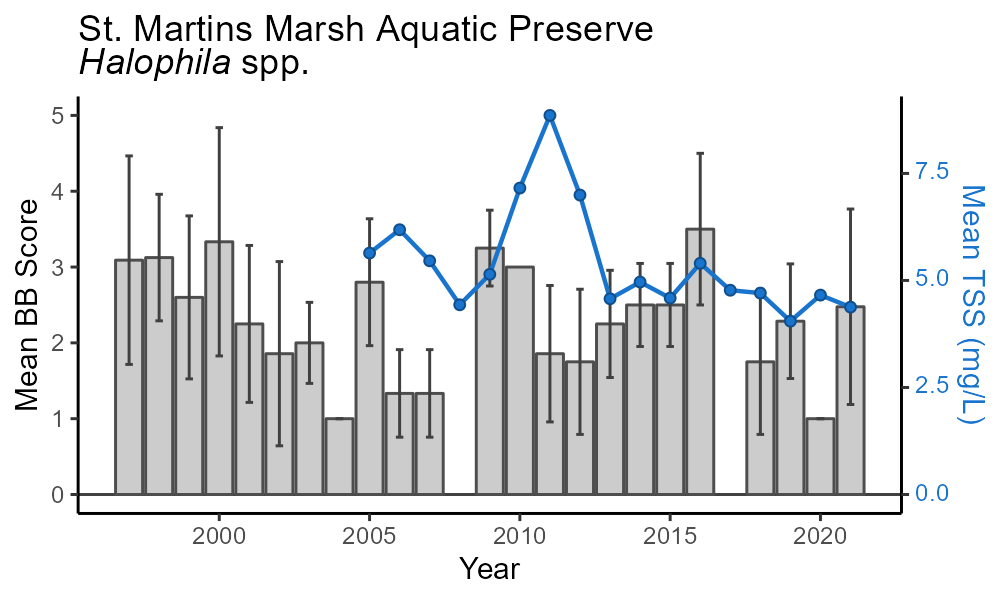 St. Martins Marsh Aquatic Preserve
Halophila spp.
Mean BB Score
5
4
3
2
1
0
7.5
5.0
2.5
0.0
Mean TSS (mg/L)
2000 2005 2010 2015 2020
Year